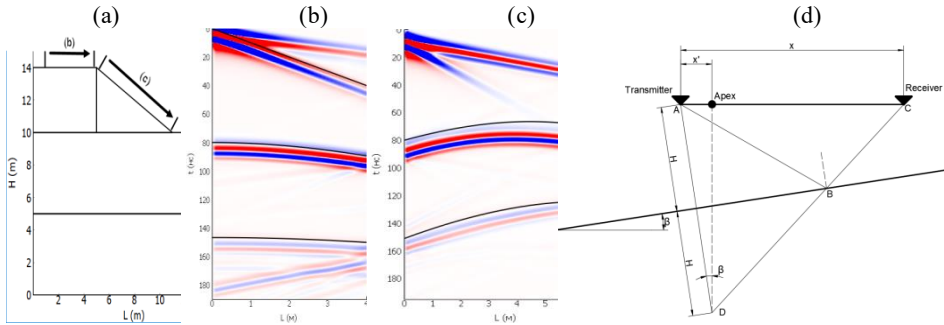 (a) (b) (c) (d)
(b)
(c)
14
12
10
8
6
4
2
0
H (m)
2 4 6 8 10
L (m)
0
20
40
60
80
100
120
140
160
180
t (нс)
0 1 2 3 4
L (м)
0
20
40
60
80
100
120
140
160
180
t (нс)
0 1 2 3 4 5
L (м)
x
x'
Transmitter
Apex
Receiver
A
C
H
B
β
H
β
D